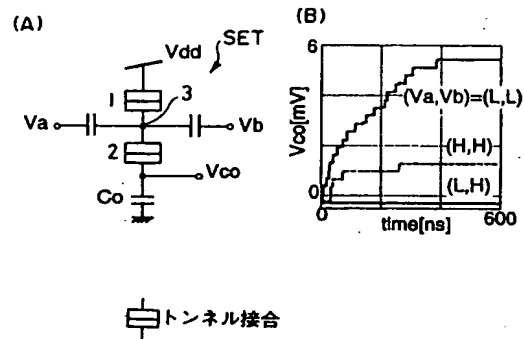 (A)
SET
Vdd
1
3
Va
Vb
2
Vco
Co
トンネル接合
(B)
6
Vco[mV]
(Va,Vb)=(L,L)
(H,H)
(L,H)
0
0
600
time[ns]